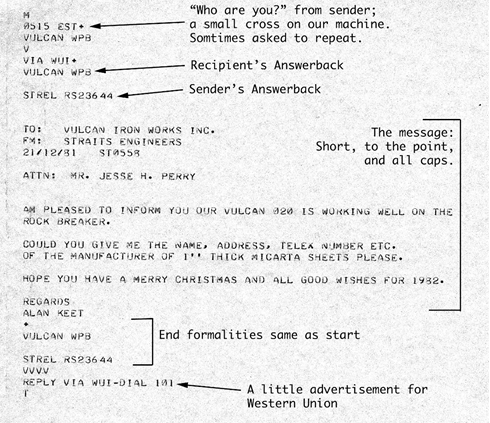 M
0515 EST+
VULCAN WPB
V
VIA WUI+
VULCAN WPB
STREL RS23644
TO: VULCAN IRON WORKS INC.
FM: STRAITS ENGINEERS
21/12/81 ST0558
ATTN: MR. JESSE H. PERRY
AM PLEASED TO INFORM YOU OUR VULCAN 020 IS WORKING WELL ON THE
ROCK BREAKER.
COULD YOU GIVE ME THE NAME, ADDRESS, TELEX NUMBER ETC.
OF THE MANUFACTURER OF 1'' THICK MICARTA SHEETS PLEASE.
HOPE YOU HAVE A MERRY CHRISTMAS AND ALL GOOD WISHES FOR 1982.
REGARDS
ALAN KEET
+
VULCAN WPB
STREL RS23644
VVVV
REPLY VIA WUI-DIAL 101
T
“Who are you?” from sender;
a small cross on our machine.
Somtimes asked to repeat.
Recipient’s Answerback
Sender’s Answerback
The message:
Short, to the point,
and all caps.
End formalities same as start
A little advertisement for
Western Union